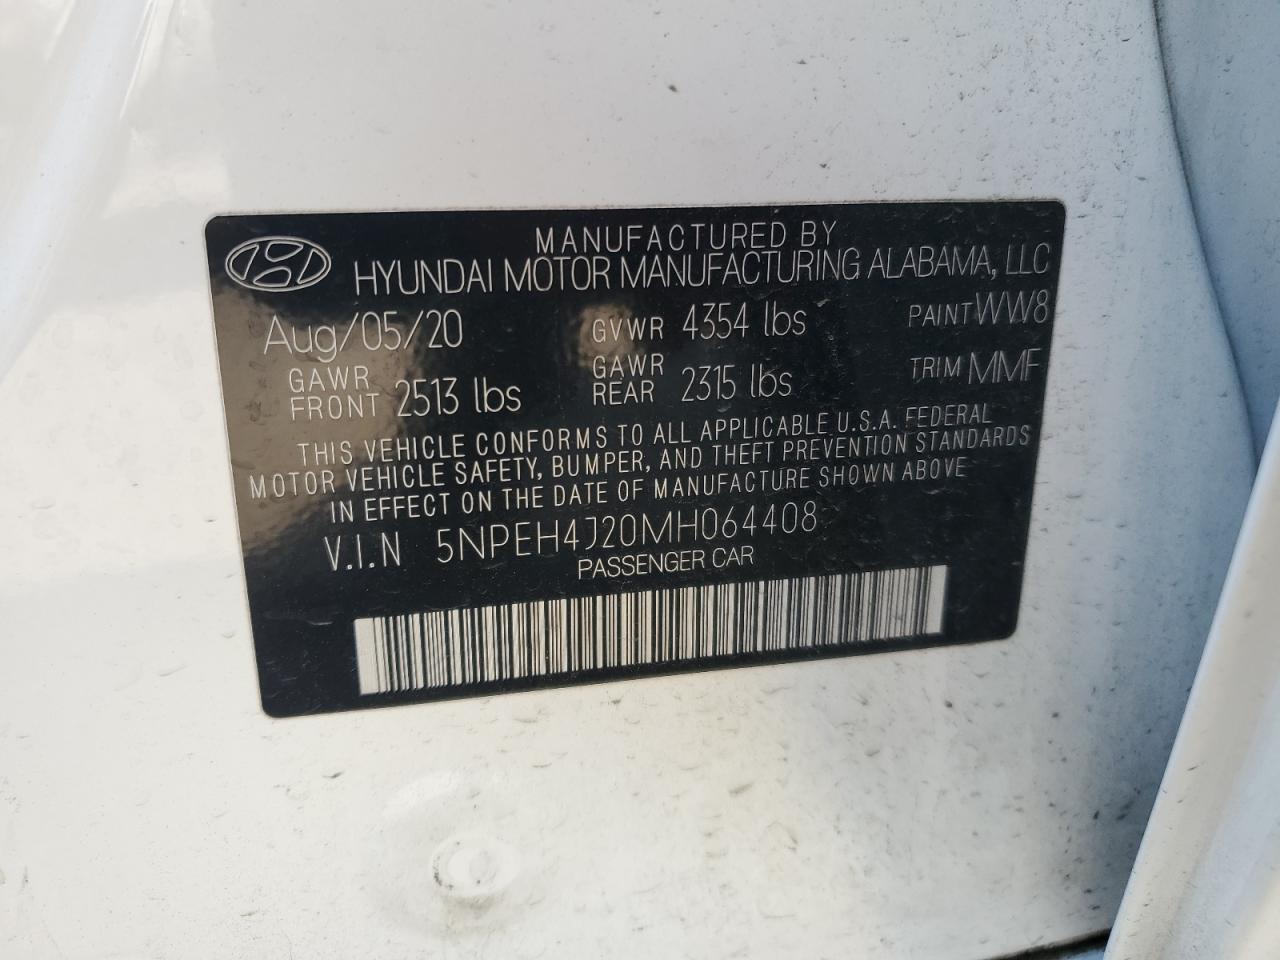 MANUFACTURED BY
HYUNDAI MOTOR MANUFACTURING ALABAMA, LLC
Aug/05/20 GVWR 4354 lbs PAINT WW8
GAWR FRONT 2513 lbs GAWR REAR 2315 lbs TRIM MMF
THIS VEHICLE CONFORMS TO ALL APPLICABLE U.S.A. FEDERAL
MOTOR VEHICLE SAFETY, BUMPER, AND THEFT PREVENTION STANDARDS
IN EFFECT ON THE DATE OF MANUFACTURE SHOWN ABOVE
V.I.N 5NPEH4J20MH064408
PASSENGER CAR